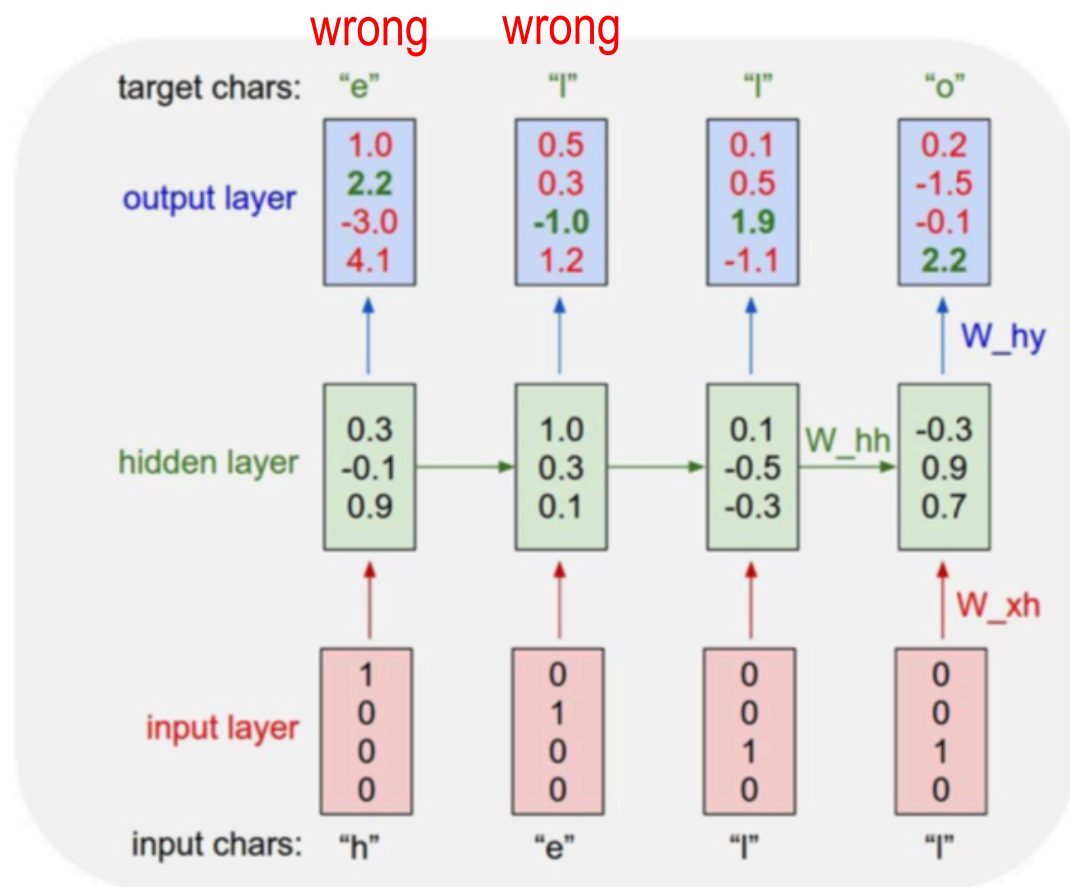 wrong wrong
target chars: “e” “l” “l” “o”
1.0 0.5 0.1 0.2
output layer 2.2 0.3 0.5 -1.5
-3.0 -1.0 1.9 -0.1
4.1 1.2 -1.1 2.2
W_hy
0.3 1.0 0.1 W_hh -0.3
hidden layer -0.1 0.3 -0.5 0.9
0.9 0.1 -0.3 0.7
W_xh
1 0 0 0
input layer 0 1 0 0
0 0 1 1
0 0 0 0
input chars: “h” “e” “l” “l”